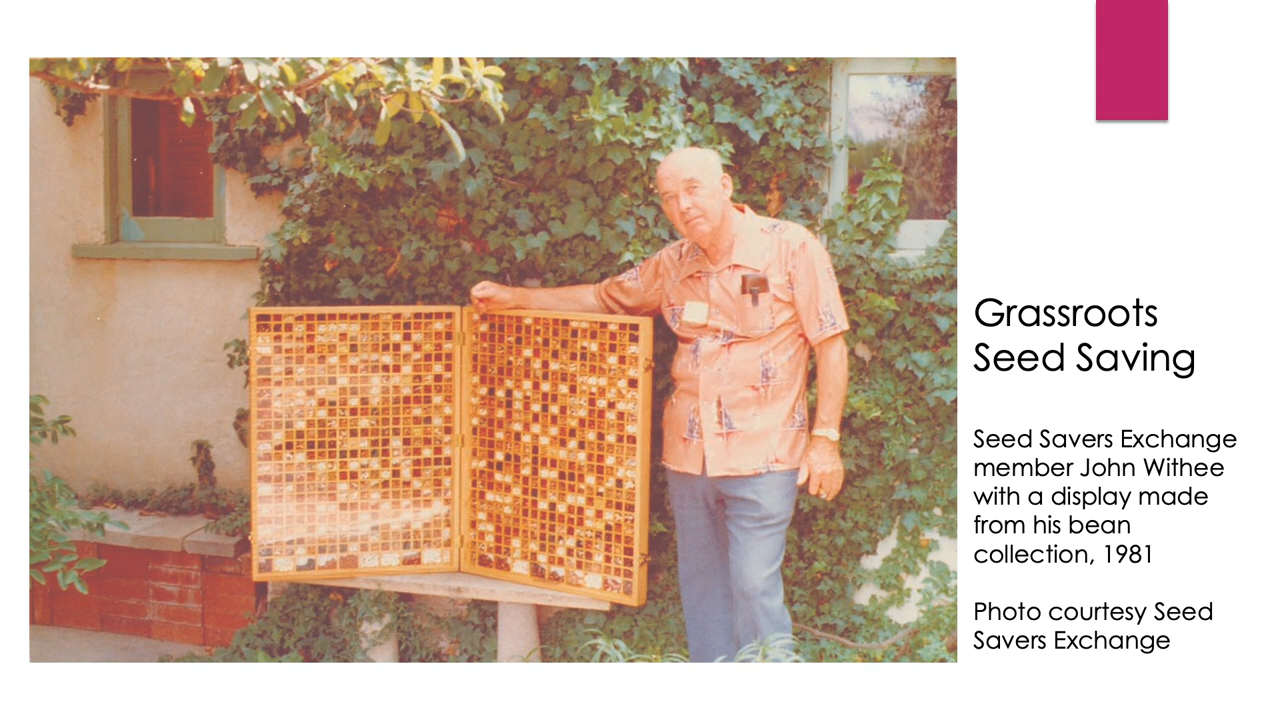 Grassroots
Seed Saving
Seed Savers Exchange
member John Withee
with a display made
from his bean
collection, 1981
Photo courtesy Seed
Savers Exchange